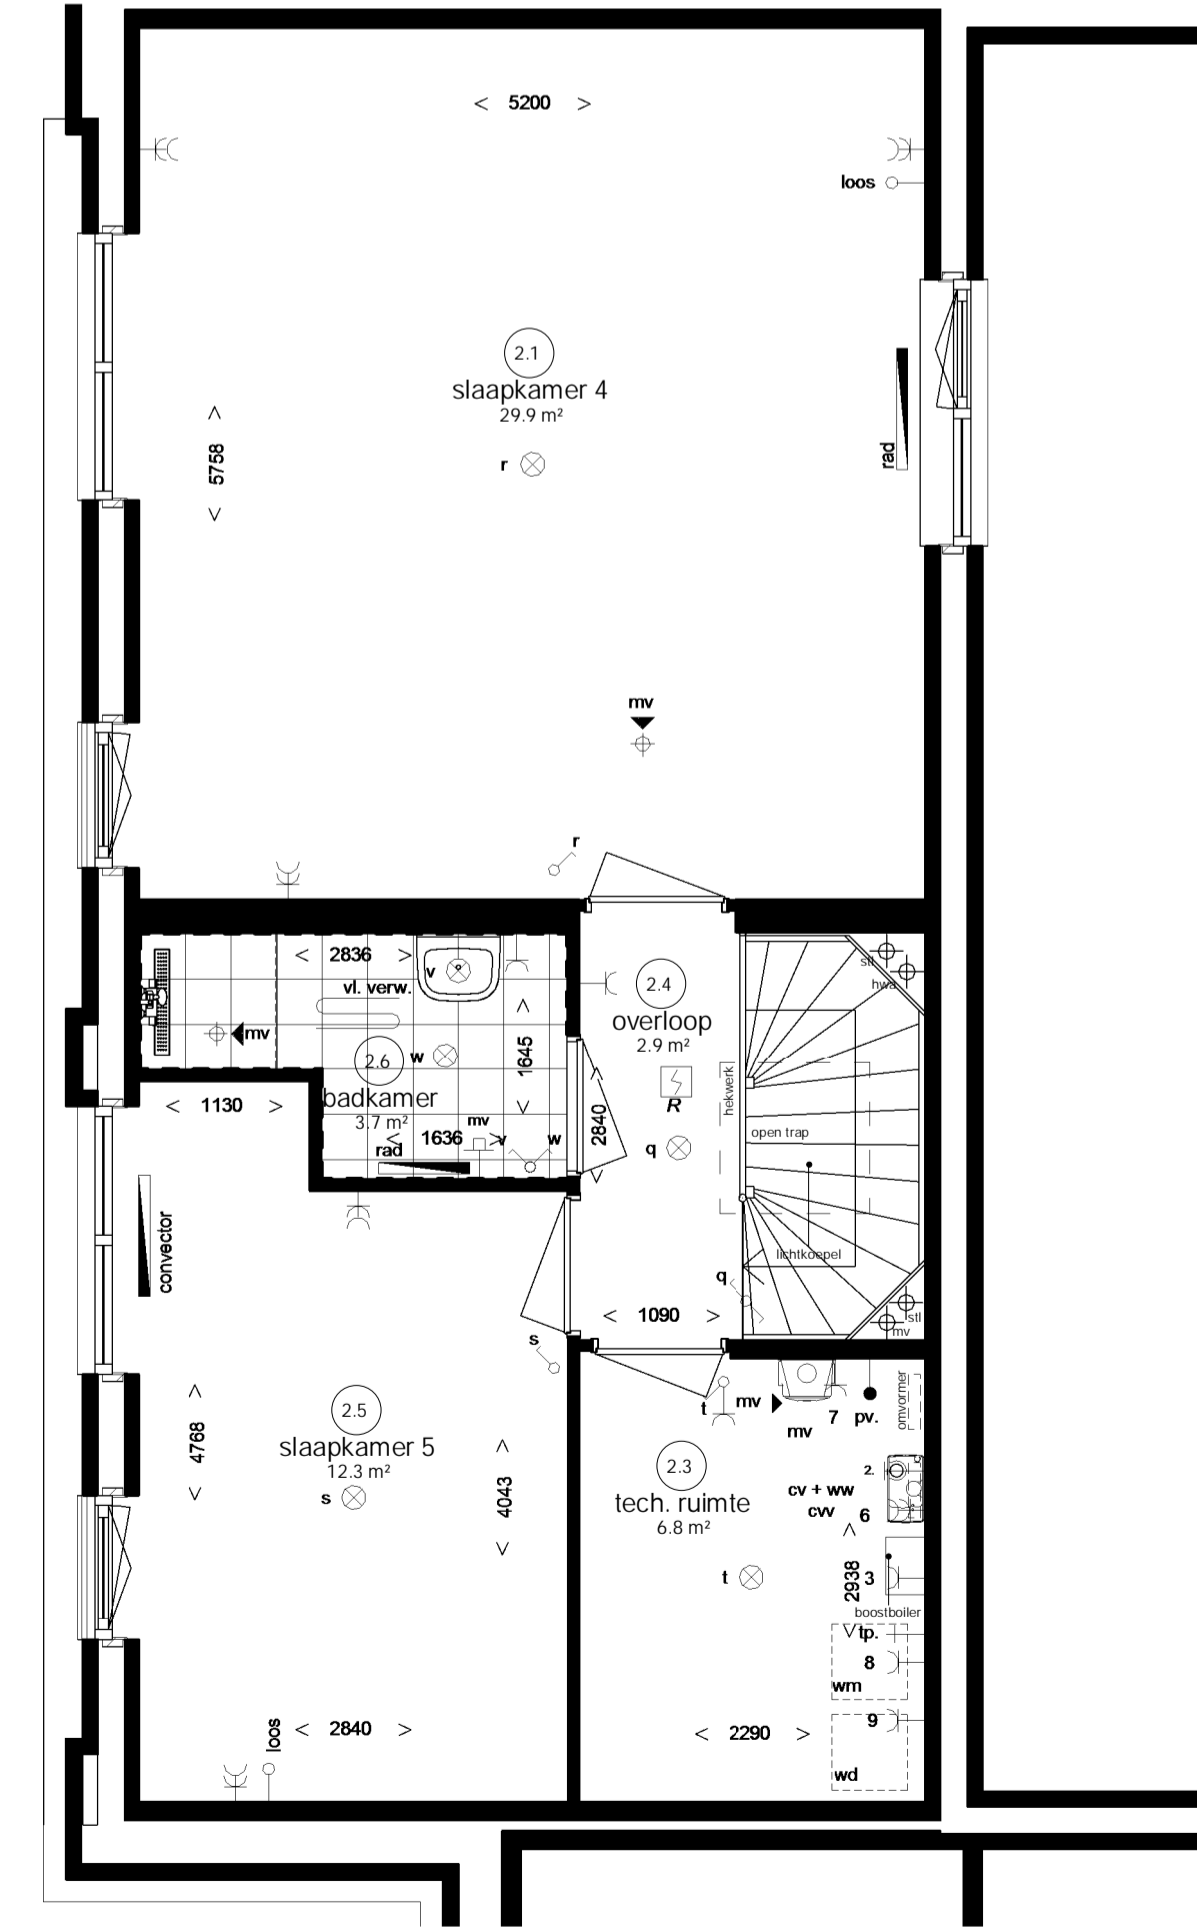 < 5200 >
loos
2.1
slaapkamer 4
29.9 m²
< 5758 >
r
rad
mv
r
< 2836 >
v
vl. verw.
mv
2.6
w
badkamer
3.7 m²
< 1645 >
< 1130 >
< 1636 >
mv
v
w
rad
2.4
overloop
2.9 m²
R
< 2840 >
q
hekwerk
open trap
stl
hwa
lichtkoepel
q
< 1090 >
stl
mv
convector
s
2.5
slaapkamer 5
12.3 m²
s
< 4768 >
< 4043 >
loos
< 2840 >
t
mv
mv
7
pv.
omvormer
2.3
tech. ruimte
6.8 m²
2.
cv + ww
cvv
6
t
< 2938 >
3
boostboiler
tp.
8
wm
9
< 2290 >
wd